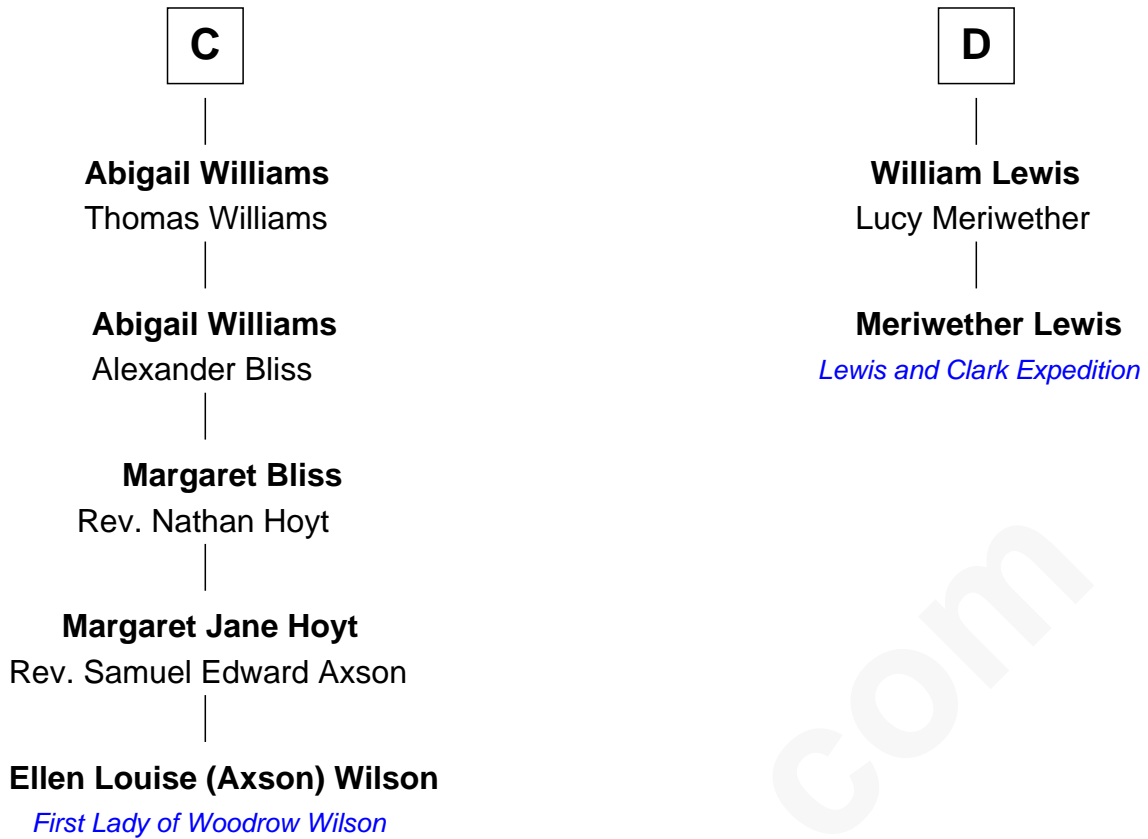 C
Abigail Williams
Thomas Williams
Abigail Williams
Alexander Bliss
Margaret Bliss
Rev. Nathan Hoyt
Margaret Jane Hoyt
Rev. Samuel Edward Axson
Ellen Louise (Axson) Wilson
First Lady of Woodrow Wilson
D
William Lewis
Lucy Meriwether
Meriwether Lewis
Lewis and Clark Expedition
com